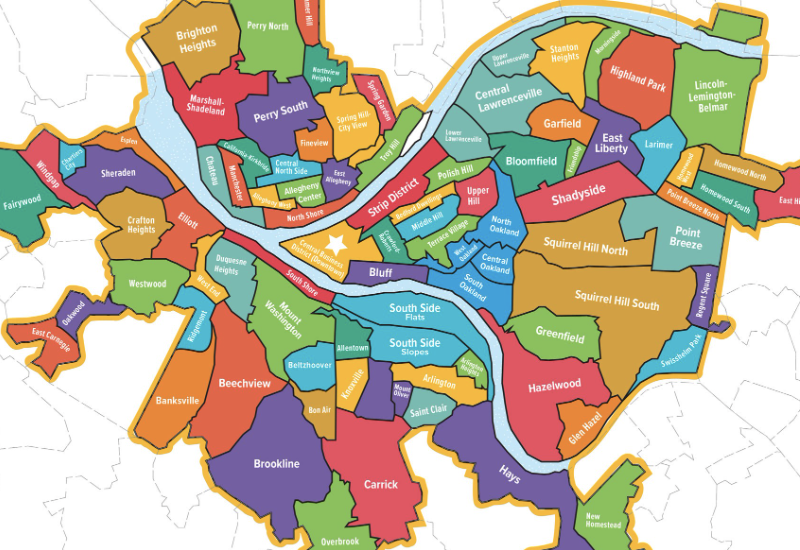 Brighton
Heights
Perry North
mer Hill
Northview
Heights
Marshall-
Shadeland
Perry South
Spring Hill-
City View
Spring Garden
Fineview
Troy Hill
California-Kirkbride
Chateau
Manchester
Central
North Side
Allegheny West
Allegheny
Center
East
Allegheny
North Shore
Upper
Lawrenceville
Stanton
Heights
Morningside
Highland Park
Lincoln-
Lemington-
Belmar
Central
Lawrenceville
Garfield
East
Liberty
Larimer
Lower
Lawrenceville
Bloomfield
Friendship
Homewood
West
Homewood North
Homewood South
East H
Point Breeze North
Point
Breeze
Shadyside
Strip District
Polish Hill
Upper
Hill
Bedford Dwellings
Middle Hill
Terrace Village
Crawford-
Roberts
Central Business
District (Downtown)
Bluff
North
Oakland
West
Oakland
Central
Oakland
South
Oakland
Squirrel Hill North
Squirrel Hill South
Regent Square
Swisshelm Park
Greenfield
Hazelwood
Glen Hazel
Windgap
Chartiers
City
Esplen
Sheraden
Fairywood
Crafton
Heights
Elliott
Westwood
Oakwood
East Carnegie
West End
Duquesne
Heights
Ridgemont
South Shore
Mount
Washington
South Side
Flats
South Side
Slopes
Allentown
Beltzhoover
Knoxville
Mount
Oliver
Arlington
Arlington
Heights
Saint Clair
Bon Air
Beechview
Banksville
Brookline
Carrick
Overbrook
Hays
New
Homestead